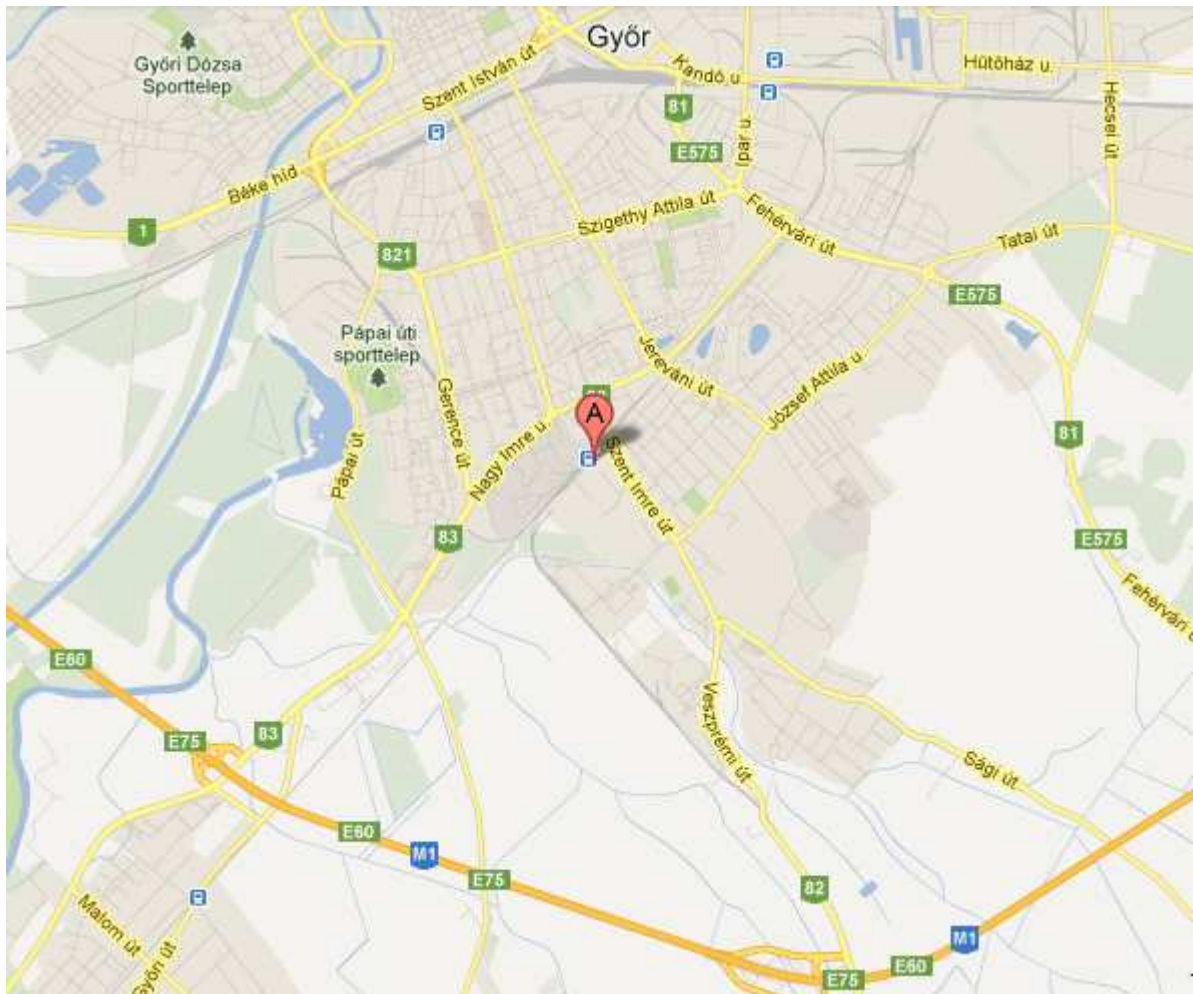 Győr
Győri Dózsa
Sporttelep
Szent István út
Kandó u.
Hűtőház u.
81
Ipar u.
Hecsei út
E575
Béke híd
1
Szigethy Attila út
Fehérvári út
Tatai út
821
E575
Pápai úti
sporttelep
Jereváni út
József Attila u.
Gerence út
A
Nagy Imre u.
81
Pápai út
Szent Imre út
83
E575
Fehérvári
E60
Veszprémi út
E75
83
Sági út
E60
M1
E75
82
Malom út
M1
E60
E75